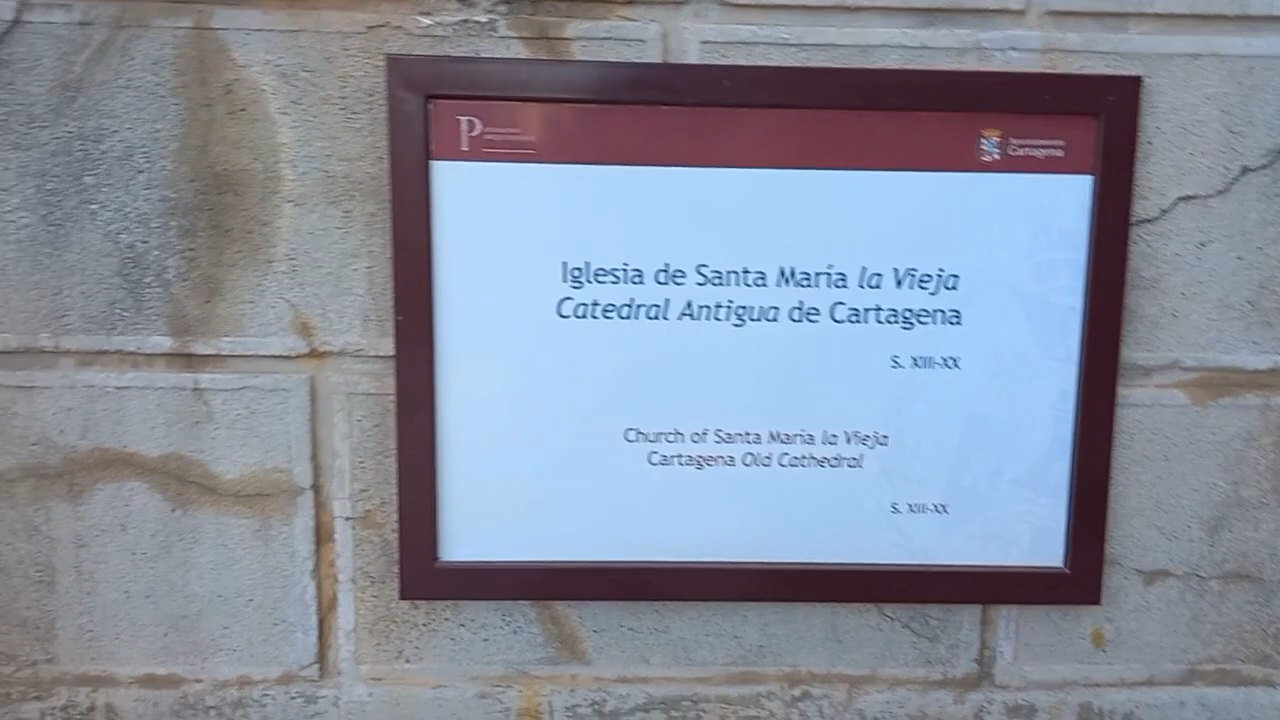 P
Cartagena
Iglesia de Santa María la Vieja
Catedral Antigua de Cartagena
S. XIII-XX
Church of Santa María la Vieja
Cartagena Old Cathedral
S. XIII-XX